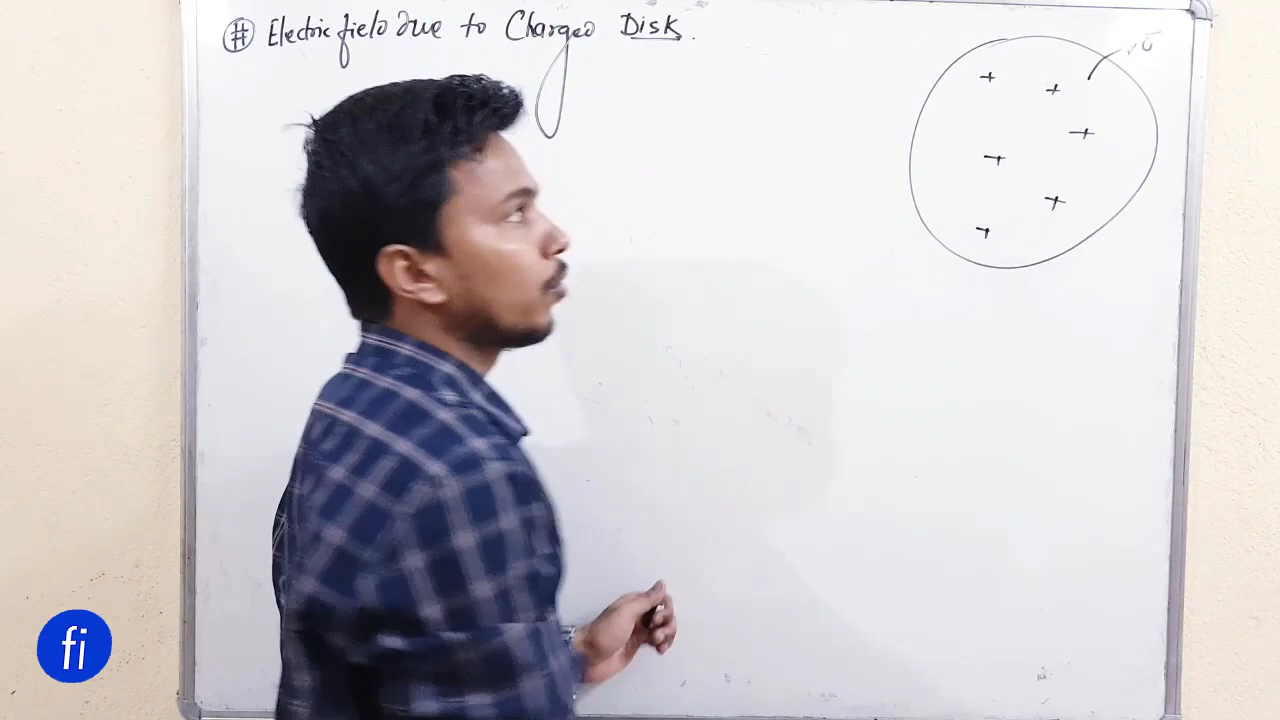 # Electric field due to Charged Disk.
+ +
+
+
+
+
σ
fi